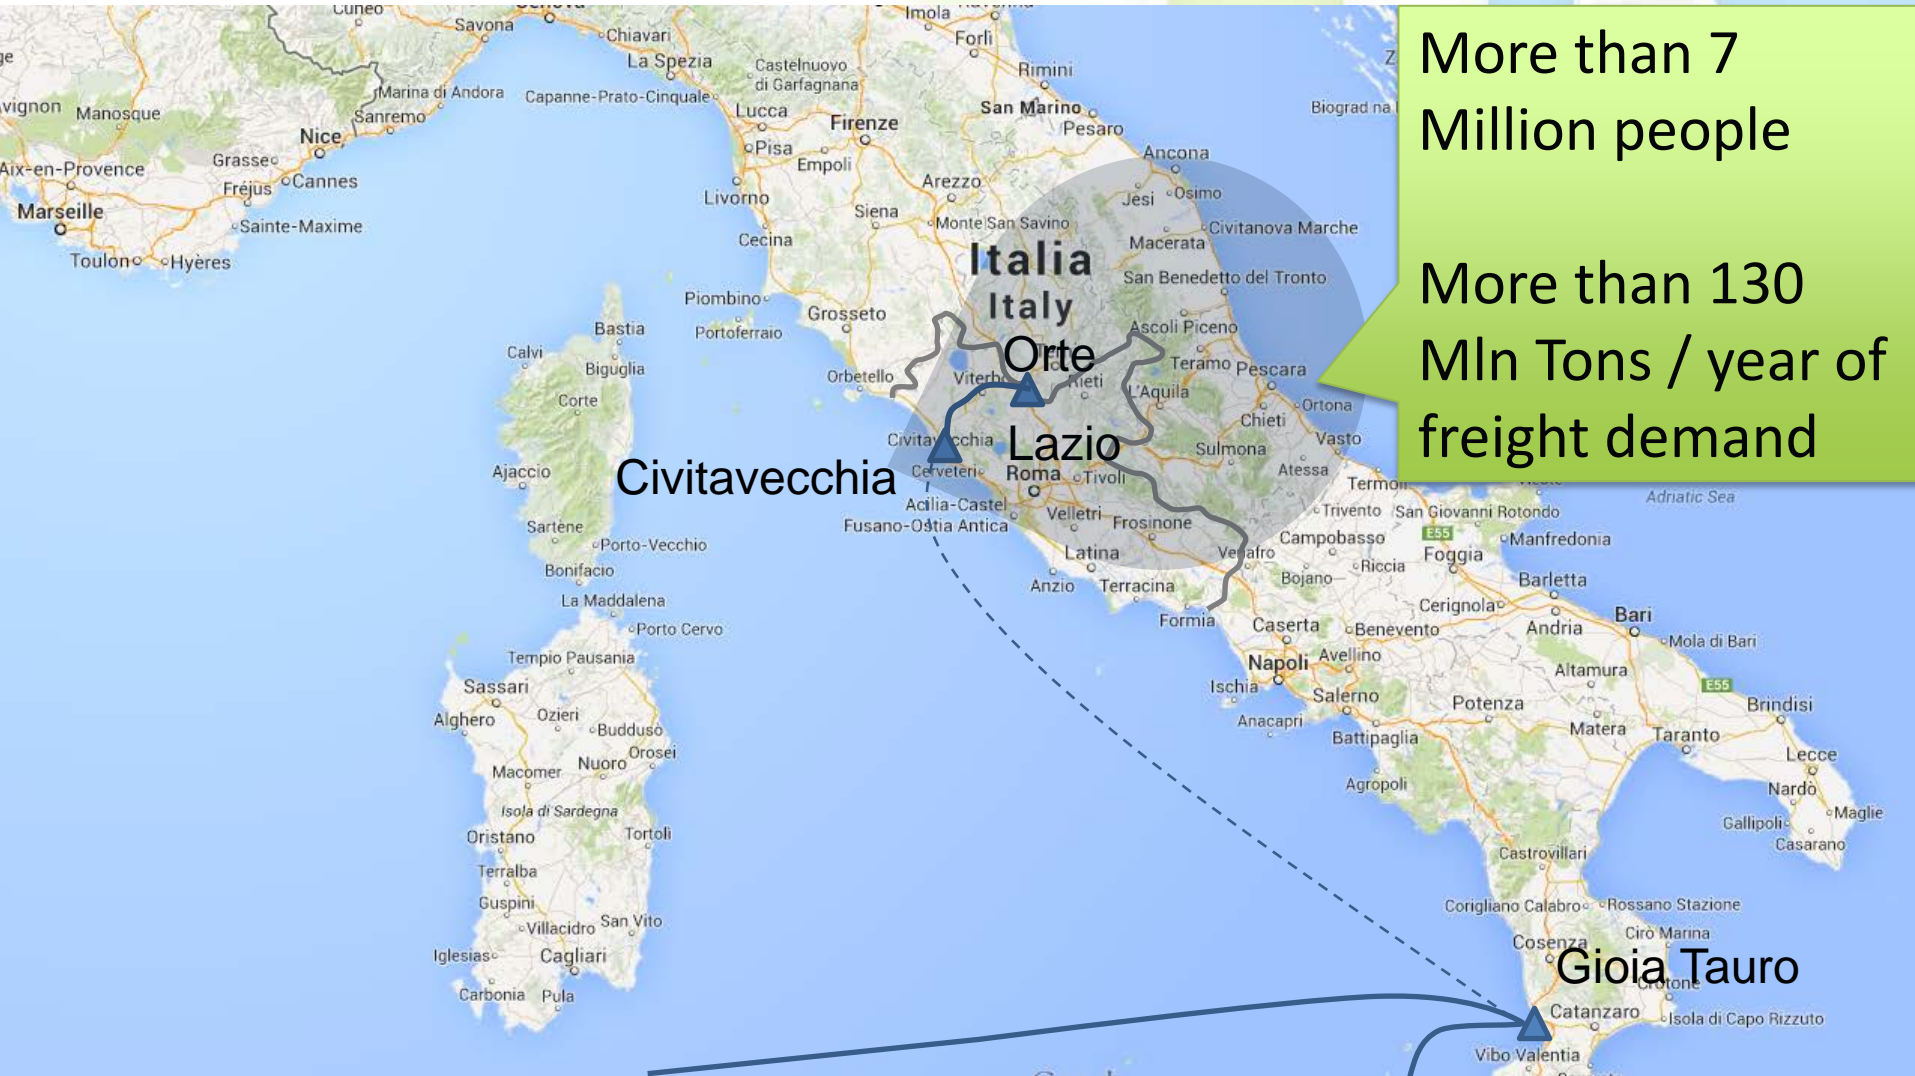 More than 7
Million people
More than 130
Mln Tons / year of
freight demand
Cuneo
Savona
Chiavari
La Spezia
Imola
Forlì
Rimini
Castelnuovo
di Garfagnana
Marina di Andora
Capanne-Prato-Cinquale
Sanremo
Manosque
Nice
Lucca
Firenze
San Marino
Pesaro
Biograd na
Grasse
Pisa
Empoli
Ancona
Aix-en-Provence
Fréjus
Cannes
Arezzo
Jesi
Osimo
Marseille
Livorno
Siena
Monte San Savino
Civitanova Marche
Sainte-Maxime
Cecina
Macerata
Toulon
Hyères
Italia
Italy
San Benedetto del Tronto
Piombino
Portoferraio
Grosseto
Ascoli Piceno
Bastia
Calvi
Biguglia
Orte
Teramo
Pescara
Orbetello
Viterbo
Rieti
L'Aquila
Corte
Ortona
Chieti
Civitavecchia
Lazio
Sulmona
Vasto
Civitavecchia
Ajaccio
Cerveteri
Roma
Tivoli
Atessa
Termoli
Adriatic Sea
Acilia-Castel
Fusano-Ostia Antica
Velletri
Frosinone
Trivento
San Giovanni Rotondo
Sartène
Porto-Vecchio
Latina
Venafro
Campobasso
E55
Manfredonia
Foggia
Riccia
Bonifacio
Anzio
Terracina
Bojano
Barletta
La Maddalena
Formia
Cerignola
Bari
Porto Cervo
Caserta
Benevento
Andria
Mola di Bari
Tempio Pausania
Napoli
Avellino
Altamura
Sassari
Ischia
Salerno
Potenza
E55
Brindisi
Alghero
Ozieri
Buddusò
Anacapri
Battipaglia
Matera
Taranto
Orosei
Nuoro
Lecce
Macomer
Agropoli
Nardò
Isola di Sardegna
Maglie
Gallipoli
Oristano
Tortolì
Casarano
Castrovillari
Terralba
Guspini
Corigliano Calabro
Rossano Stazione
Villacidro
San Vito
Cirò Marina
Cosenza
Iglesias
Cagliari
Gioia Tauro
Crotone
Carbonia
Pula
Catanzaro
Isola di Capo Rizzuto
Vibo Valentia